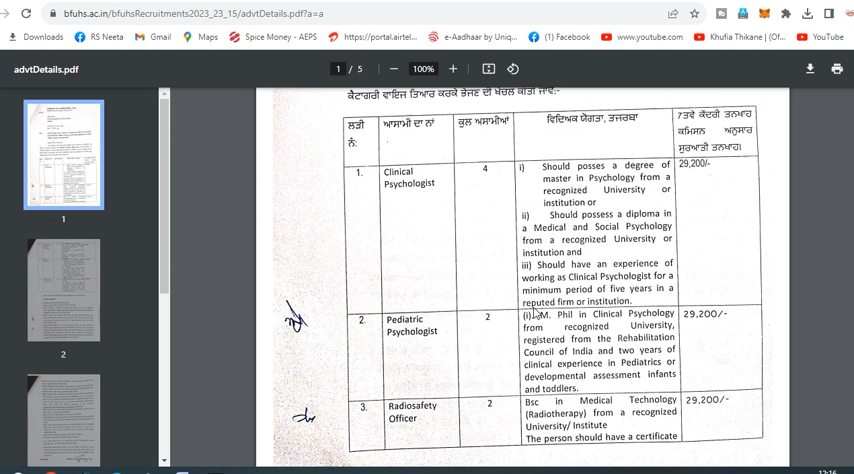 bfuhs.ac.in/bfuhsRecruitments2023_23_15/advtDetails.pdf?a=a
Downloads RS Neeta Gmail Maps Spice Money - AEPS https://portal.airtel... e-Aadhaar by Uniq... (1) Facebook www.youtube.com Khufia Thikane | (Of... YouTube
advtDetails.pdf 1 / 5 100%
1
2
ਕੈਟਾਗਰੀ ਵਾਇਜ ਤਿਆਰ ਕਰਕੇ ਭੇਜਣ ਦੀ ਖੇਚਲ ਕੀਤੀ ਜਾਵੇ:-
ਲੜੀ
ਨੰ:
ਆਸਾਮੀ ਦਾ ਨਾਂ
ਕੁਲ ਅਸਾਮੀਆਂ
ਵਿਦਿਅਕ ਯੋਗਤਾ, ਤਜਰਬਾ
7ਤਵੇ ਕੇਂਦਰੀ ਤਨਖਾਹ
ਕਮਿਸਨ ਅਨੁਸਾਰ
ਸ਼ੁਰਆਤੀ ਤਨਖਾਹ।
1.
Clinical
Psychologist
4
i) Should posses a degree of
master in Psychology from a
recognized University or
institution or
ii) Should possess a diploma in
a Medical and Social Psychology
from a recognized University or
institution and
iii) Should have an experience of
working as Clinical Psychologist for a
minimum period of five years in a
reputed firm or institution.
29,200/-
2.
Pediatric
Psychologist
2
(i) M. Phil in Clinical Psychology
from recognized University,
registered from the Rehabilitation
Council of India and two years of
clinical experience in Pediatrics or
developmental assessment infants
and toddlers.
29,200/-
3.
Radiosafety
Officer
2
Bsc in Medical Technology
(Radiotherapy) from a recognized
University/ Institute
The person should have a certificate
29,200/-
12:16